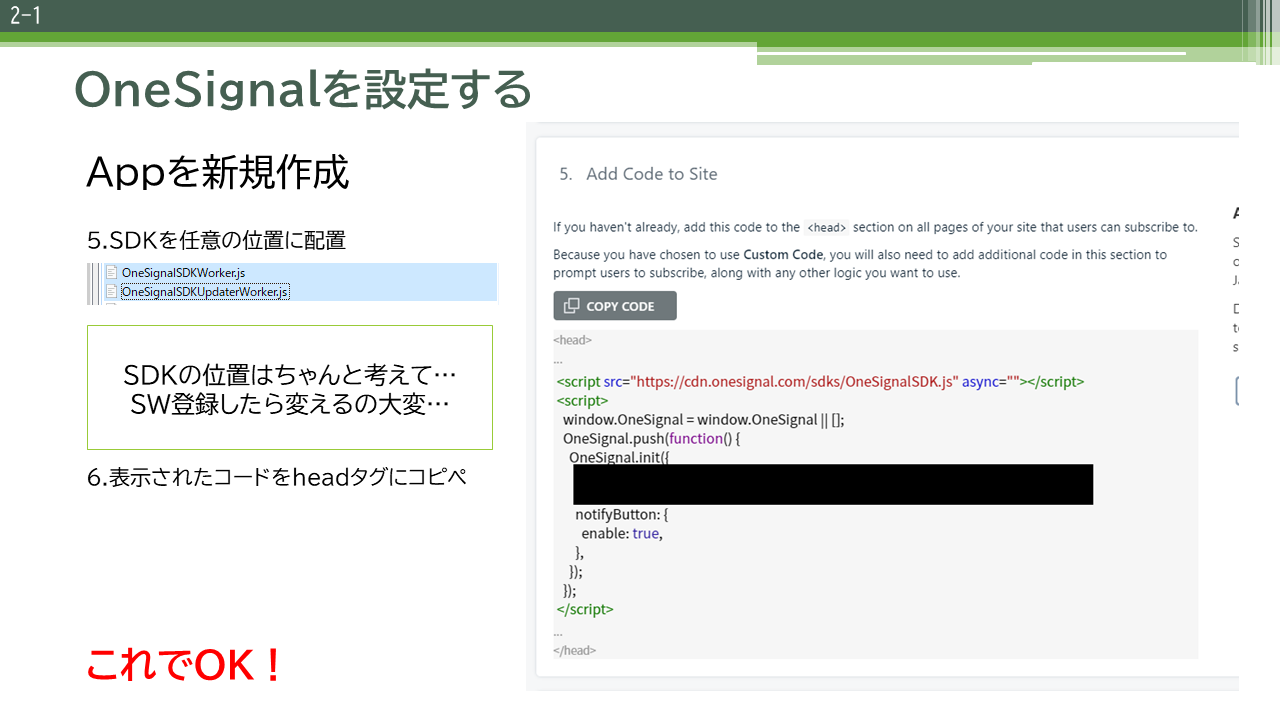 2-1
OneSignalを設定する
Appを新規作成
5.SDKを任意の位置に配置
OneSignalSDKWorker.js
OneSignalSDKUpdaterWorker.js
SDKの位置はちゃんと考えて…
SW登録したら変えるの大変…
6.表示されたコードをheadタグにコピペ
これでOK！
5. Add Code to Site
If you haven't already, add this code to the <head> section on all pages of your site that users can subscribe to.
Because you have chosen to use Custom Code, you will also need to add additional code in this section to
prompt users to subscribe, along with any other logic you want to use.
COPY CODE
<head>
...
<script src="https://cdn.onesignal.com/sdks/OneSignalSDK.js" async=""></script>
<script>
window.OneSignal = window.OneSignal || [];
OneSignal.push(function() {
OneSignal.init({
notifyButton: {
enable: true,
},
});
});
</script>
...
</head>